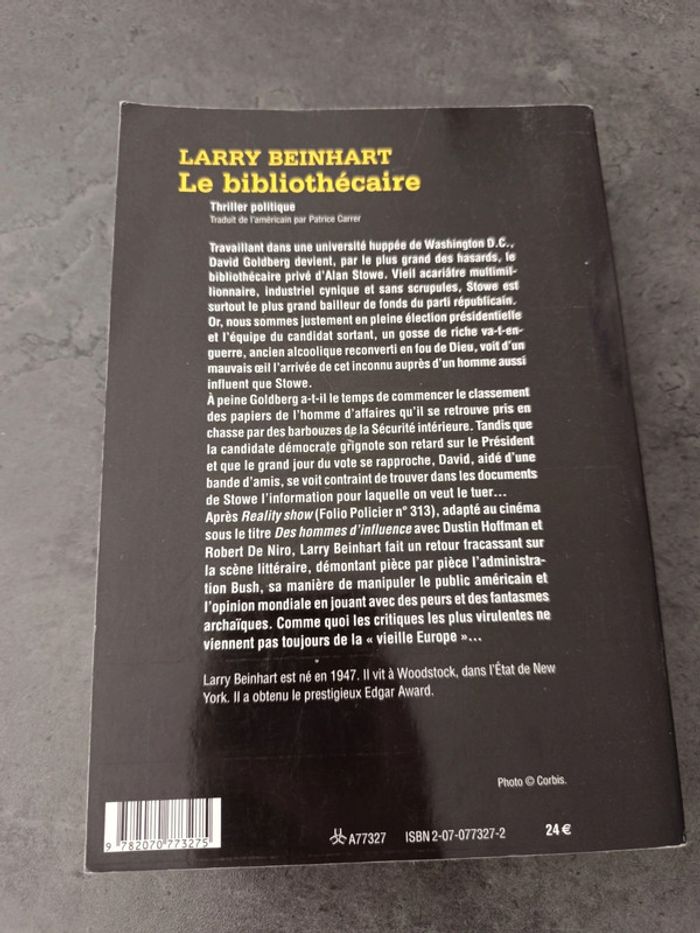 LARRY BEINHART
Le bibliothécaire
Thriller politique
Traduit de l'américain par Patrice Carrer
Travaillant dans une université huppée de Washington D.C.,
David Goldberg devient, par le plus grand des hasards, le
bibliothécaire privé d'Alan Stowe. Vieil acariâtre multimil-
lionnaire, industriel cynique et sans scrupules, Stowe est
surtout le plus grand bailleur de fonds du parti républicain.
Or, nous sommes justement en pleine élection présidentielle
et l'équipe du candidat sortant, un gosse de riche va-t-en-
guerre, ancien alcoolique reconverti en fou de Dieu, voit d'un
mauvais œil l'arrivée de cet inconnu auprès d'un homme aussi
influent que Stowe.
À peine Goldberg a-t-il le temps de commencer le classement
des papiers de l'homme d'affaires qu'il se retrouve pris en
chasse par des barbouzes de la Sécurité intérieure. Tandis que
la candidate démocrate grignote son retard sur le Président
et que le grand jour du vote se rapproche, David, aidé d'une
bande d'amis, se voit contraint de trouver dans les documents
de Stowe l'information pour laquelle on veut le tuer...
Après Reality show (Folio Policier n° 313), adapté au cinéma
sous le titre Des hommes d'influence avec Dustin Hoffman et
Robert De Niro, Larry Beinhart fait un retour fracassant sur
la scène littéraire, démontant pièce par pièce l'administra-
tion Bush, sa manière de manipuler le public américain et
l'opinion mondiale en jouant avec des peurs et des fantasmes
archaïques. Comme quoi les critiques les plus virulentes ne
viennent pas toujours de la « vieille Europe »...
Larry Beinhart est né en 1947. Il vit à Woodstock, dans l'État de New
York. Il a obtenu le prestigieux Edgar Award.
Photo © Corbis.
9 782070 773275
A77327 ISBN 2-07-077327-2 24 €